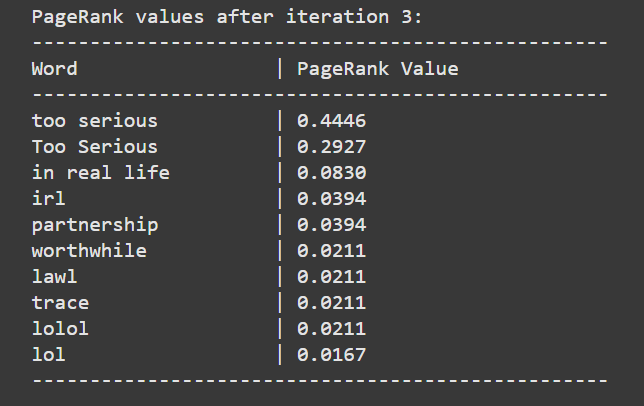 PageRank values after iteration 3:
--------------------------------------------------
Word                 | PageRank Value
--------------------------------------------------
too serious          | 0.4446
Too Serious          | 0.2927
in real life         | 0.0830
irl                  | 0.0394
partnership          | 0.0394
worthwhile           | 0.0211
lawl                 | 0.0211
trace                | 0.0211
lolol                | 0.0211
lol                  | 0.0167
--------------------------------------------------